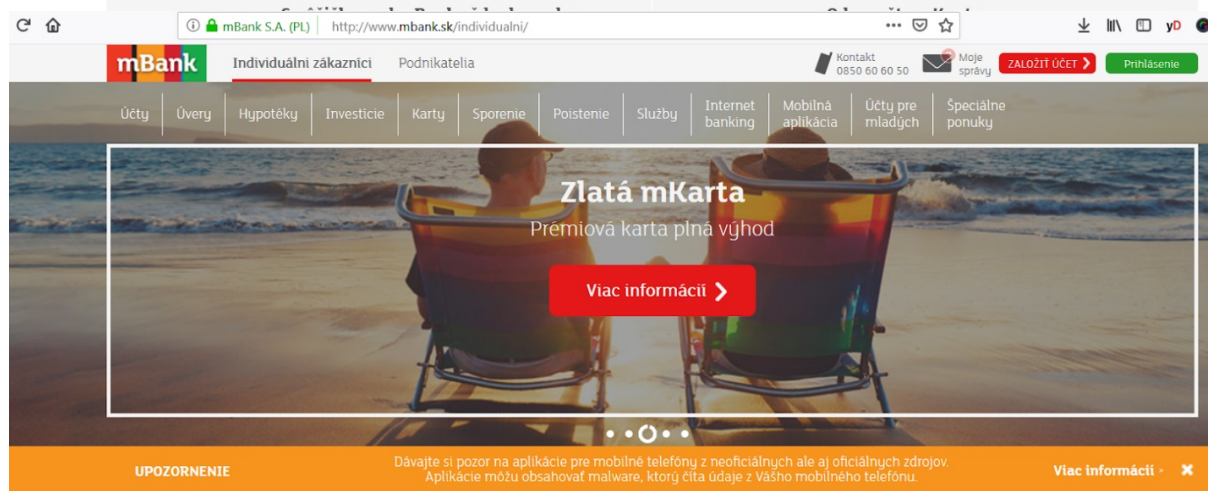 mBank S.A. (PL) http://www.mbank.sk/individualni/
yD
mBank Individuálni zákazníci Podnikatelia
Kontakt
0850 60 60 50
Moje
správy
ZALOŽIŤ ÚČET
Prihlásenie
Účty
Úvery
Hypotéky
Investície
Karty
Sporenie
Poistenie
Služby
Internet
banking
Mobilná
aplikácia
Účty pre
mladých
Špeciálne
ponuky
Zlatá mKarta
Prémiová karta plná výhod
Viac informácií
UPOZORNENIE
Dávajte si pozor na aplikácie pre mobilné telefóny z neoficiálnych ale aj oficiálnych zdrojov.
Aplikácie môžu obsahovať malware, ktorý číta údaje z Vášho mobilného telefónu.
Viac informácií